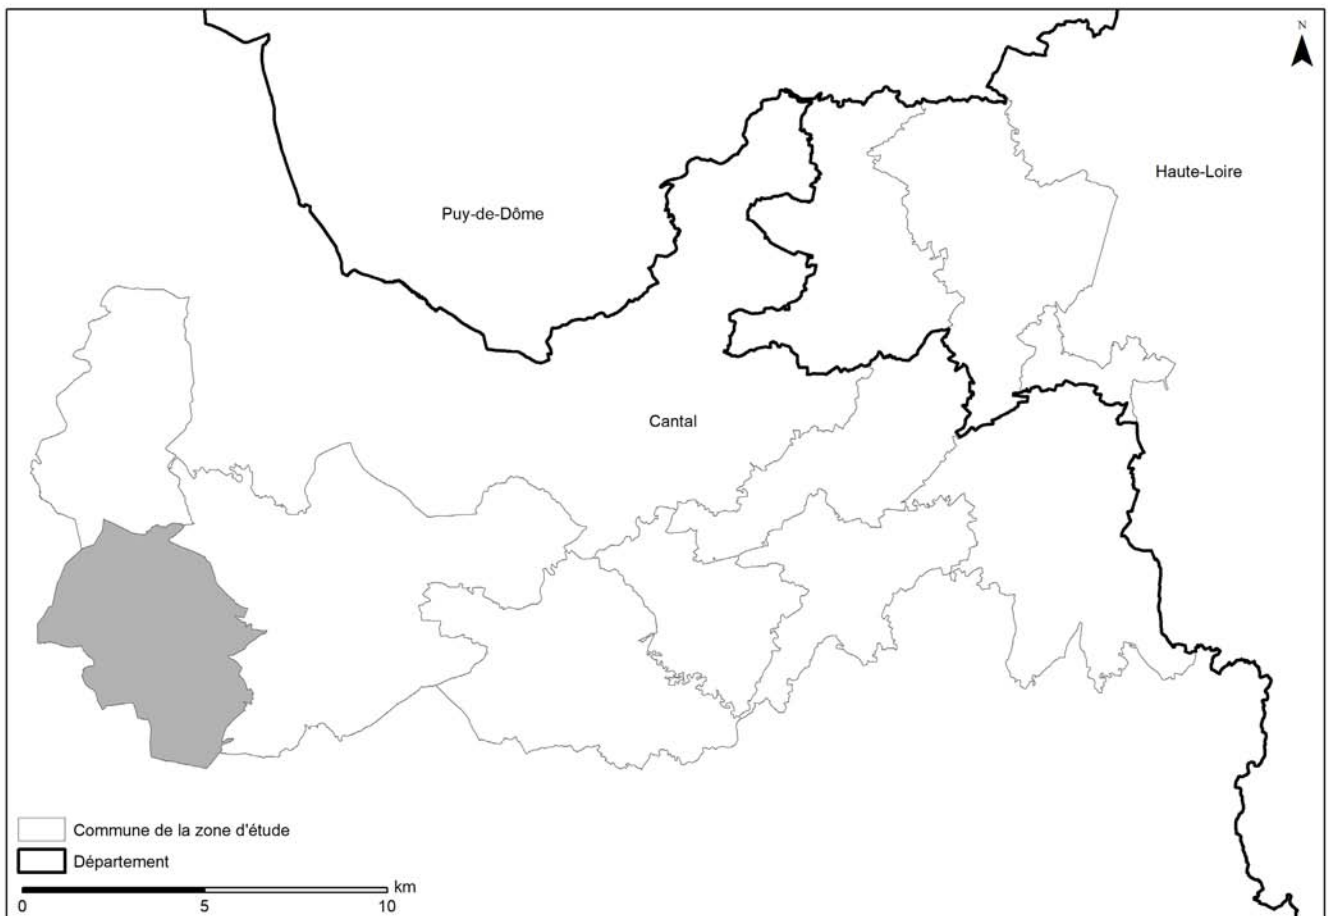 N
Haute-Loire
Puy-de-Dôme
Cantal
Commune de la zone d'étude
Département
km
0 5 10